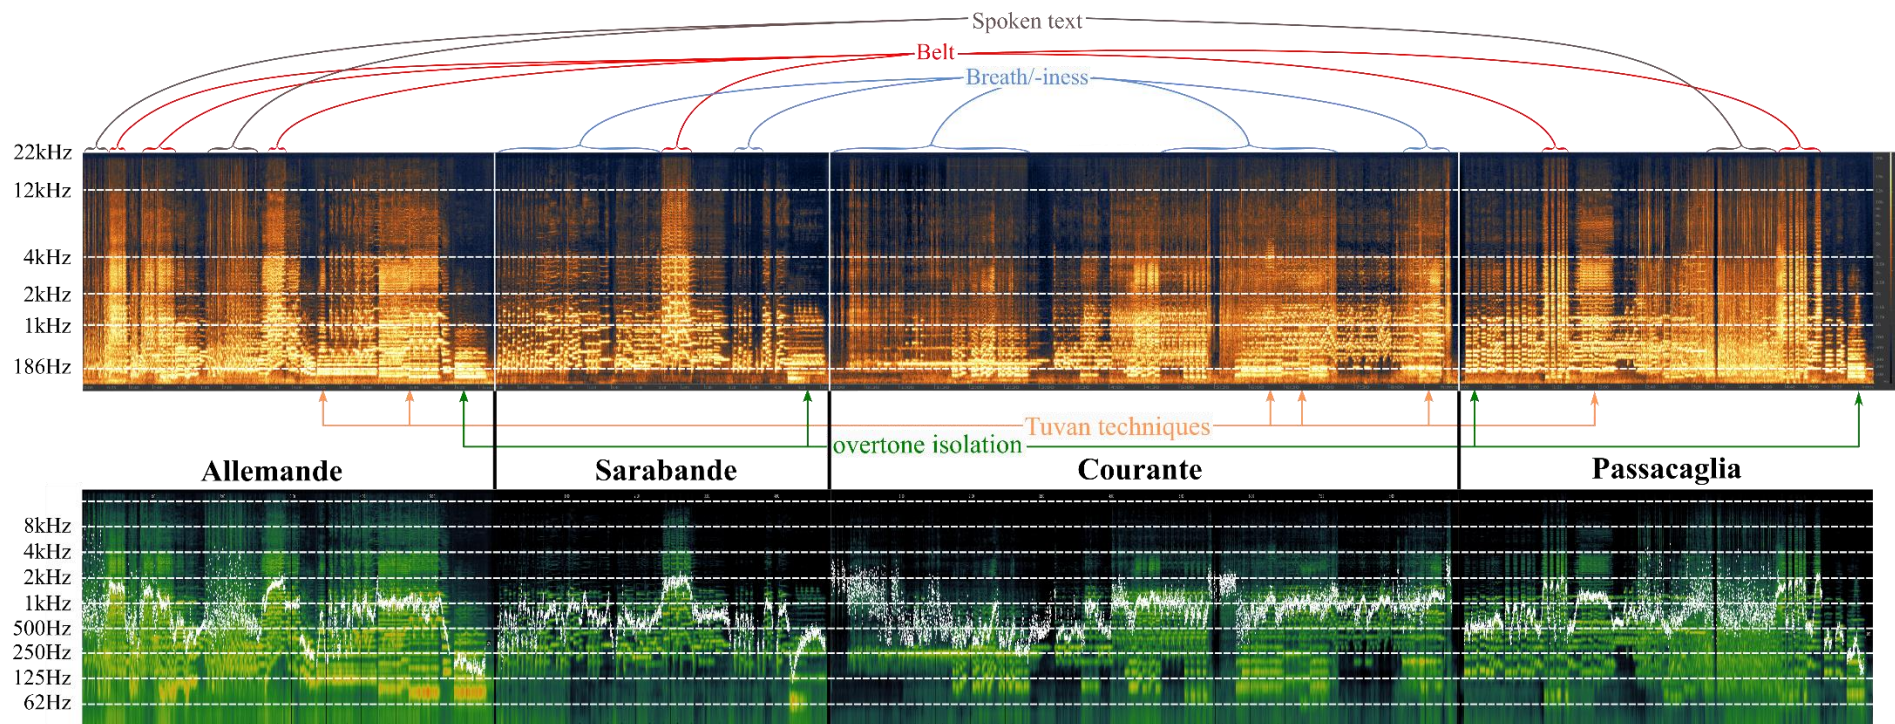 Spoken text
Belt
Breath/-iness
22kHz
12kHz
4kHz
2kHz
1kHz
186Hz
Tuvan techniques
overtone isolation
Allemande Sarabande Courante Passacaglia
8kHz
4kHz
2kHz
1kHz
500Hz
250Hz
125Hz
62Hz